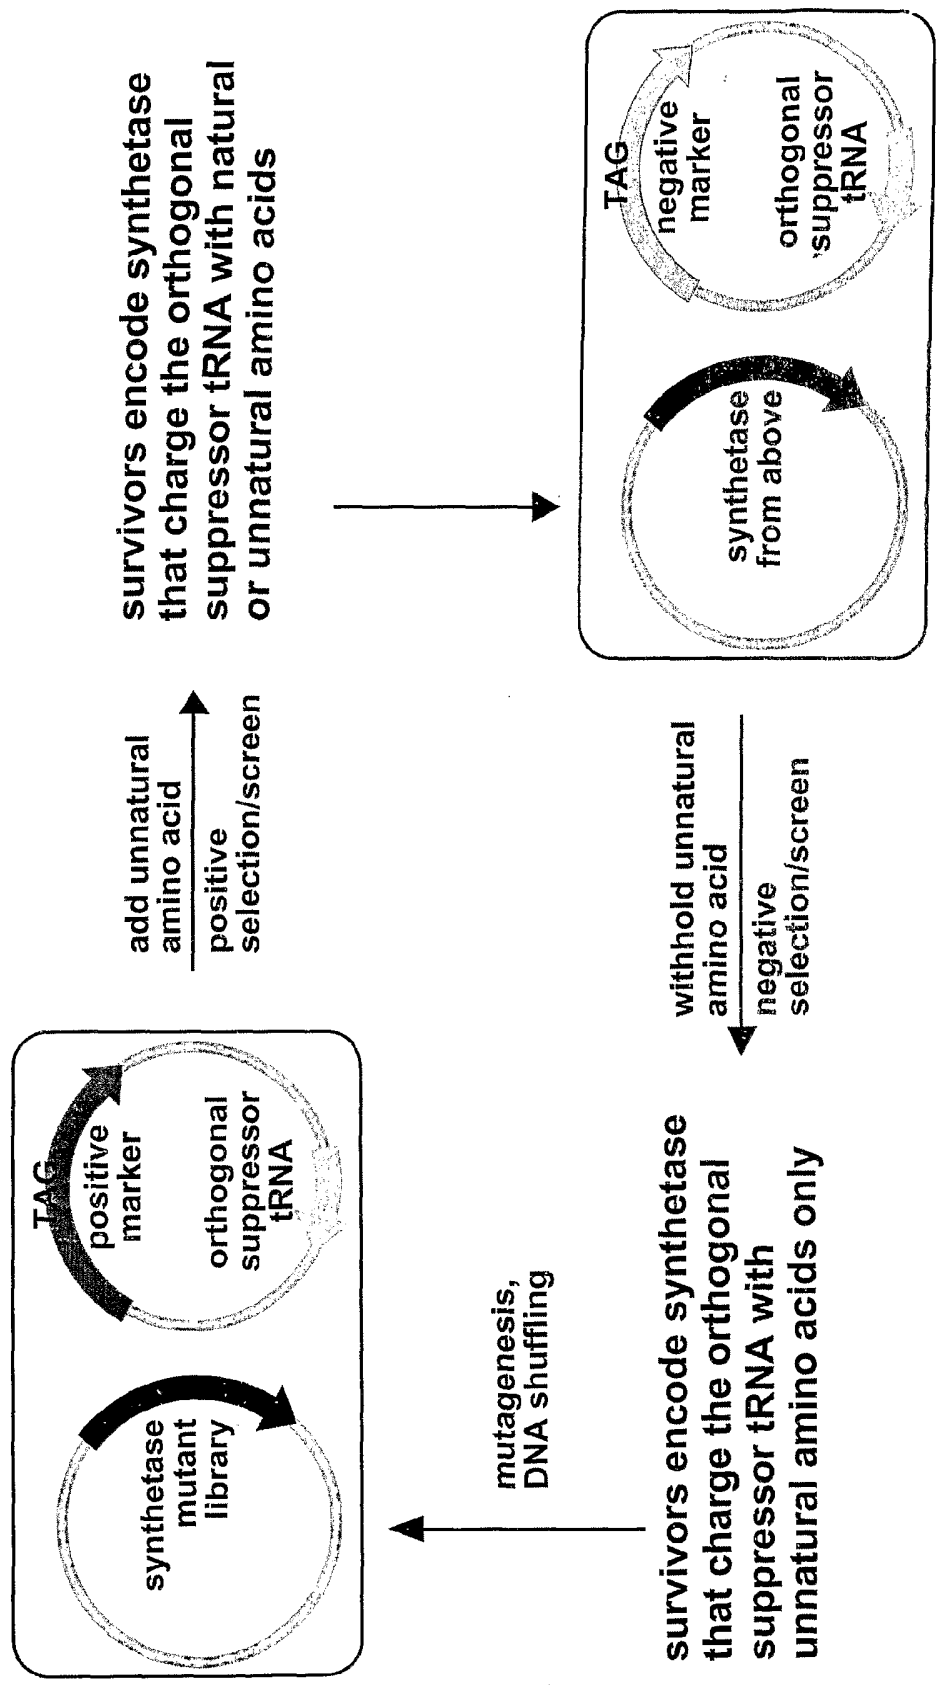 synthetase
mutant
library
TAG
positive
marker
orthogonal
suppressor
tRNA
add unnatural
amino acid
positive
selection/screen
survivors encode synthetase
that charge the orthogonal
suppressor tRNA with natural
or unnatural amino acids
synthetase
from above
TAG
negative
marker
orthogonal
suppressor
tRNA
withhold unnatural
amino acid
negative
selection/screen
survivors encode synthetase
that charge the orthogonal
suppressor tRNA with
unnatural amino acids only
mutagenesis,
DNA shuffling